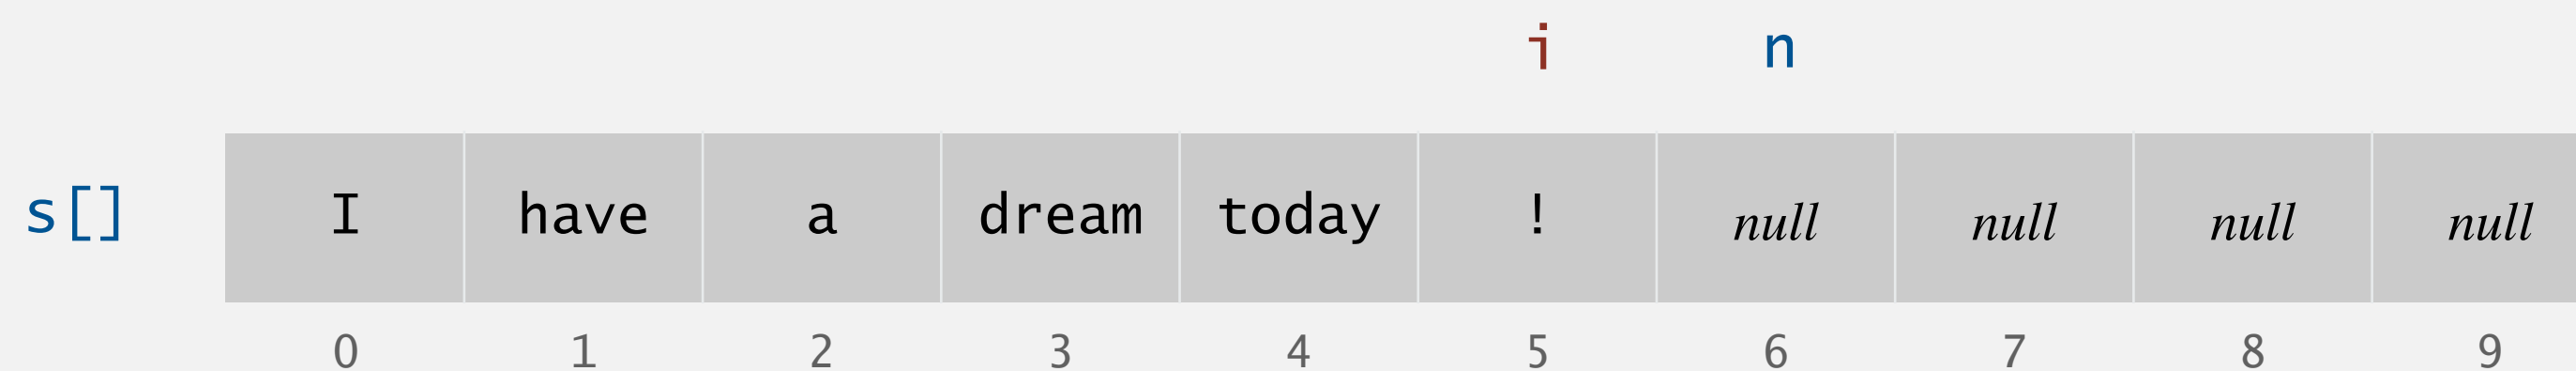 i n
s[] I have a dream today ! null null null null
0 1 2 3 4 5 6 7 8 9